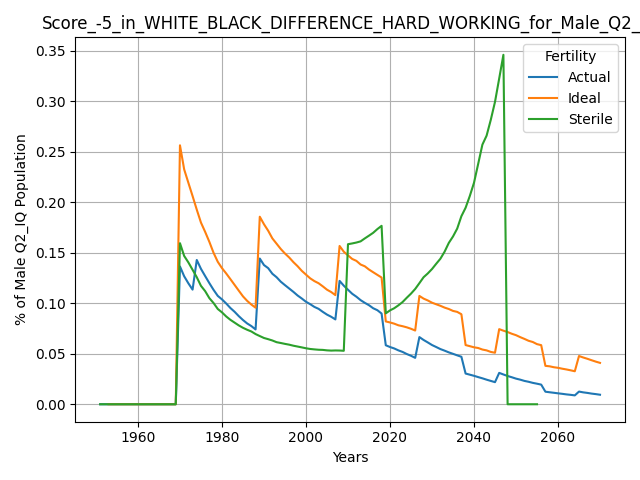 Score_-5_in_WHITE_BLACK_DIFFERENCE_HARD_WORKING_for_Male_Q2_
Fertility
Actual
Ideal
Sterile
% of Male Q2_IQ Population
0.35
0.30
0.25
0.20
0.15
0.10
0.05
0.00
1960 1980 2000 2020 2040 2060
Years